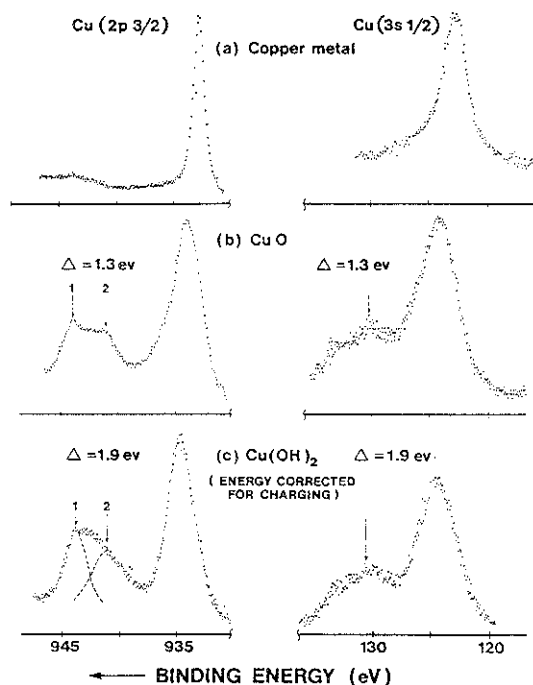 Cu (2p 3/2) Cu (3s 1/2)
(a) Copper metal
(b) Cu O
Δ = 1.3 ev Δ = 1.3 ev
1 2
(c) Cu(OH)₂
Δ = 1.9 ev Δ = 1.9 ev
( ENERGY CORRECTED
FOR CHARGING )
1 2
945 935 130 120
BINDING ENERGY (eV)